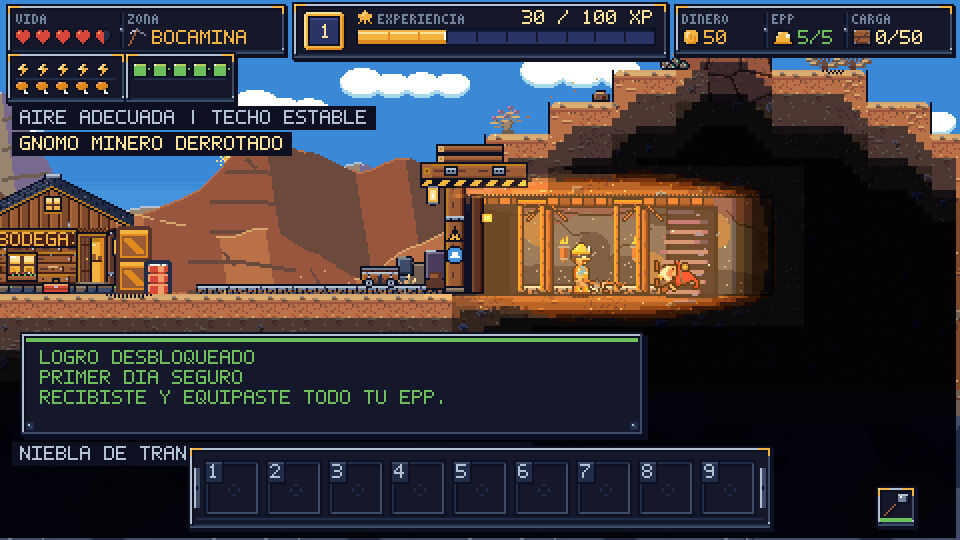 VIDA
ZONA
BOCAMINA
1
EXPERIENCIA
30 / 100 XP
DINERO
50
EPP
5/5
CARGA
0/50
AIRE ADECUADA | TECHO ESTABLE
GNOMO MINERO DERROTADO
BODEGA
LOGRO DESBLOQUEADO
PRIMER DIA SEGURO
RECIBISTE Y EQUIPASTE TODO TU EPP.
NIEBLA DE TRAN
1 2 3 4 5 6 7 8 9